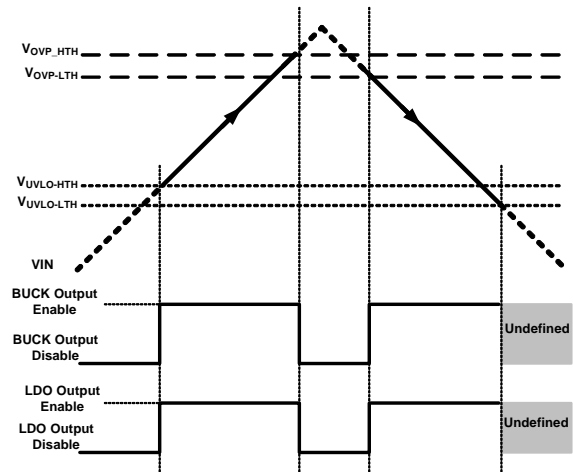 VOVP_HTH
VOVP-LTH
VUVLO-HTH
VUVLO-LTH
VIN
BUCK Output
Enable
Undefined
BUCK Output
Disable
LDO Output
Enable
Undefined
LDO Output
Disable